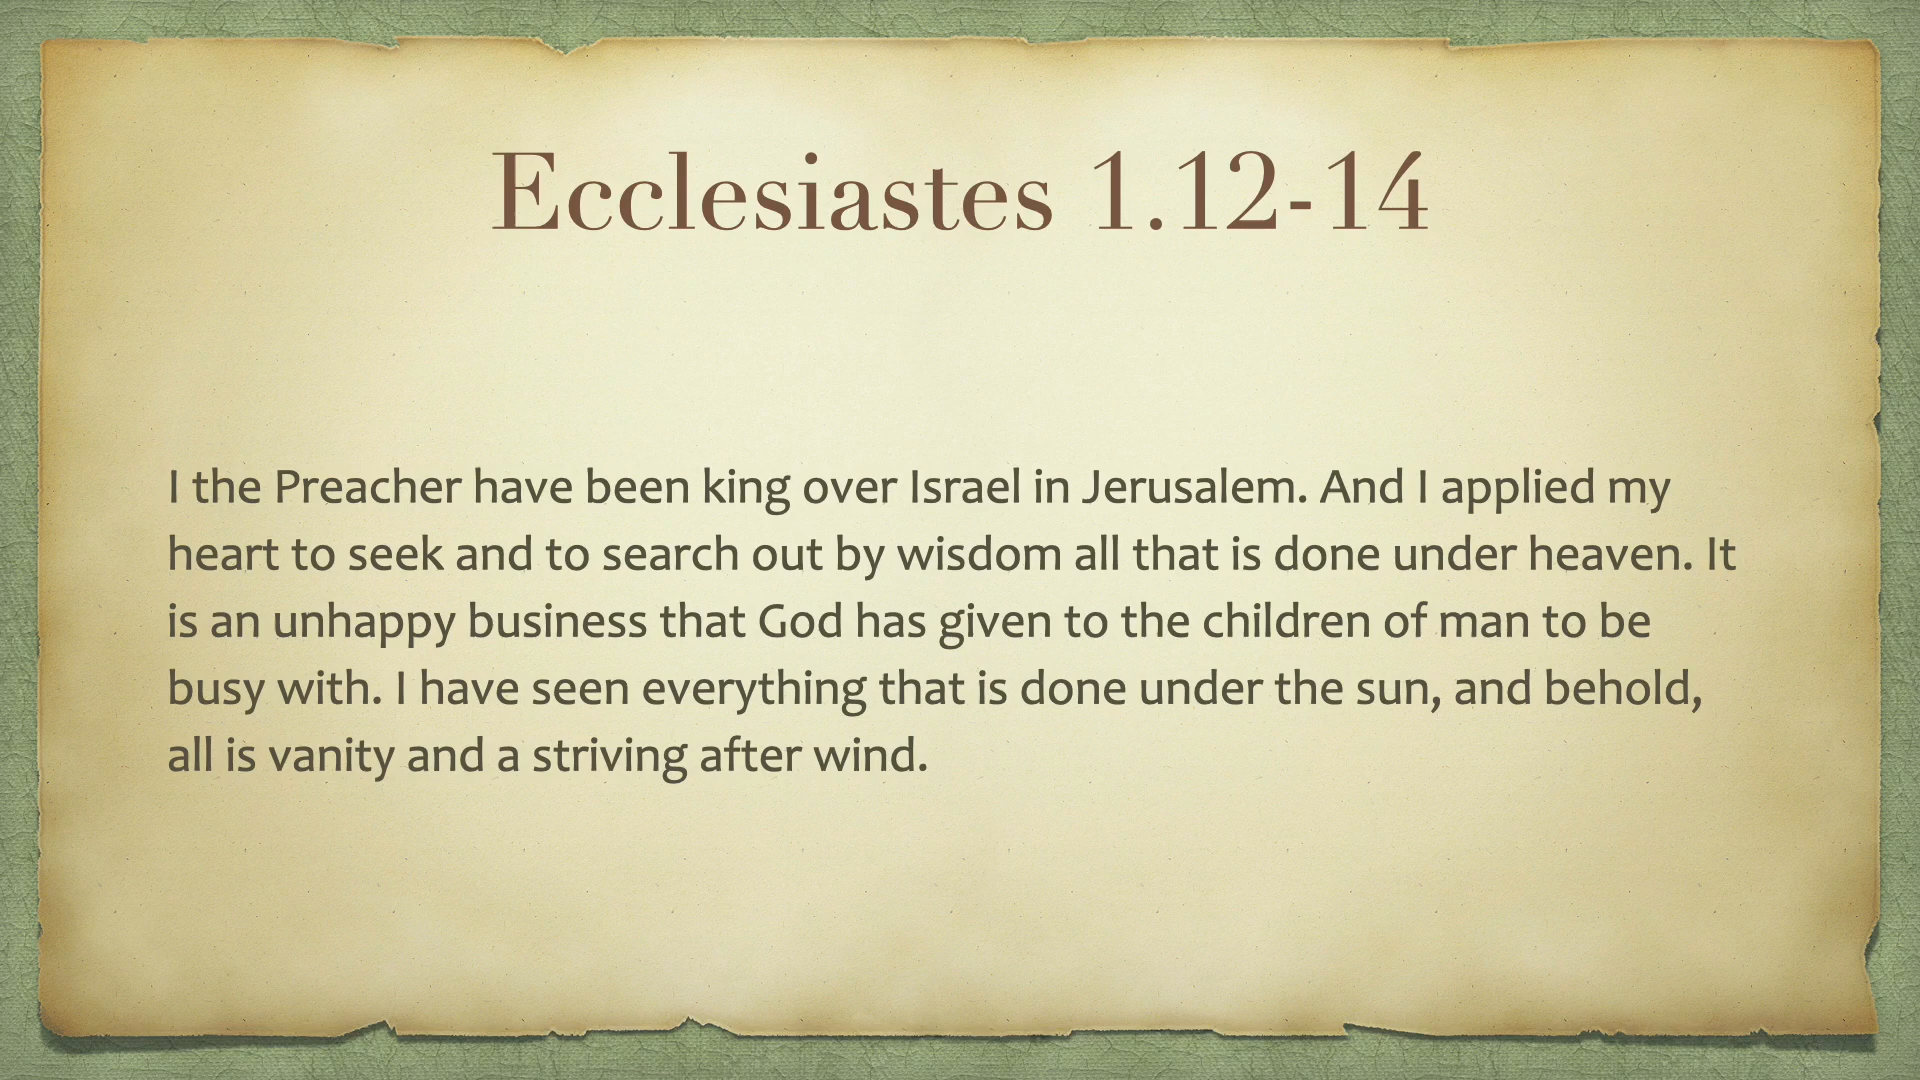 Ecclesiastes 1.12-14
I the Preacher have been king over Israel in Jerusalem. And I applied my
heart to seek and to search out by wisdom all that is done under heaven. It
is an unhappy business that God has given to the children of man to be
busy with. I have seen everything that is done under the sun, and behold,
all is vanity and a striving after wind.